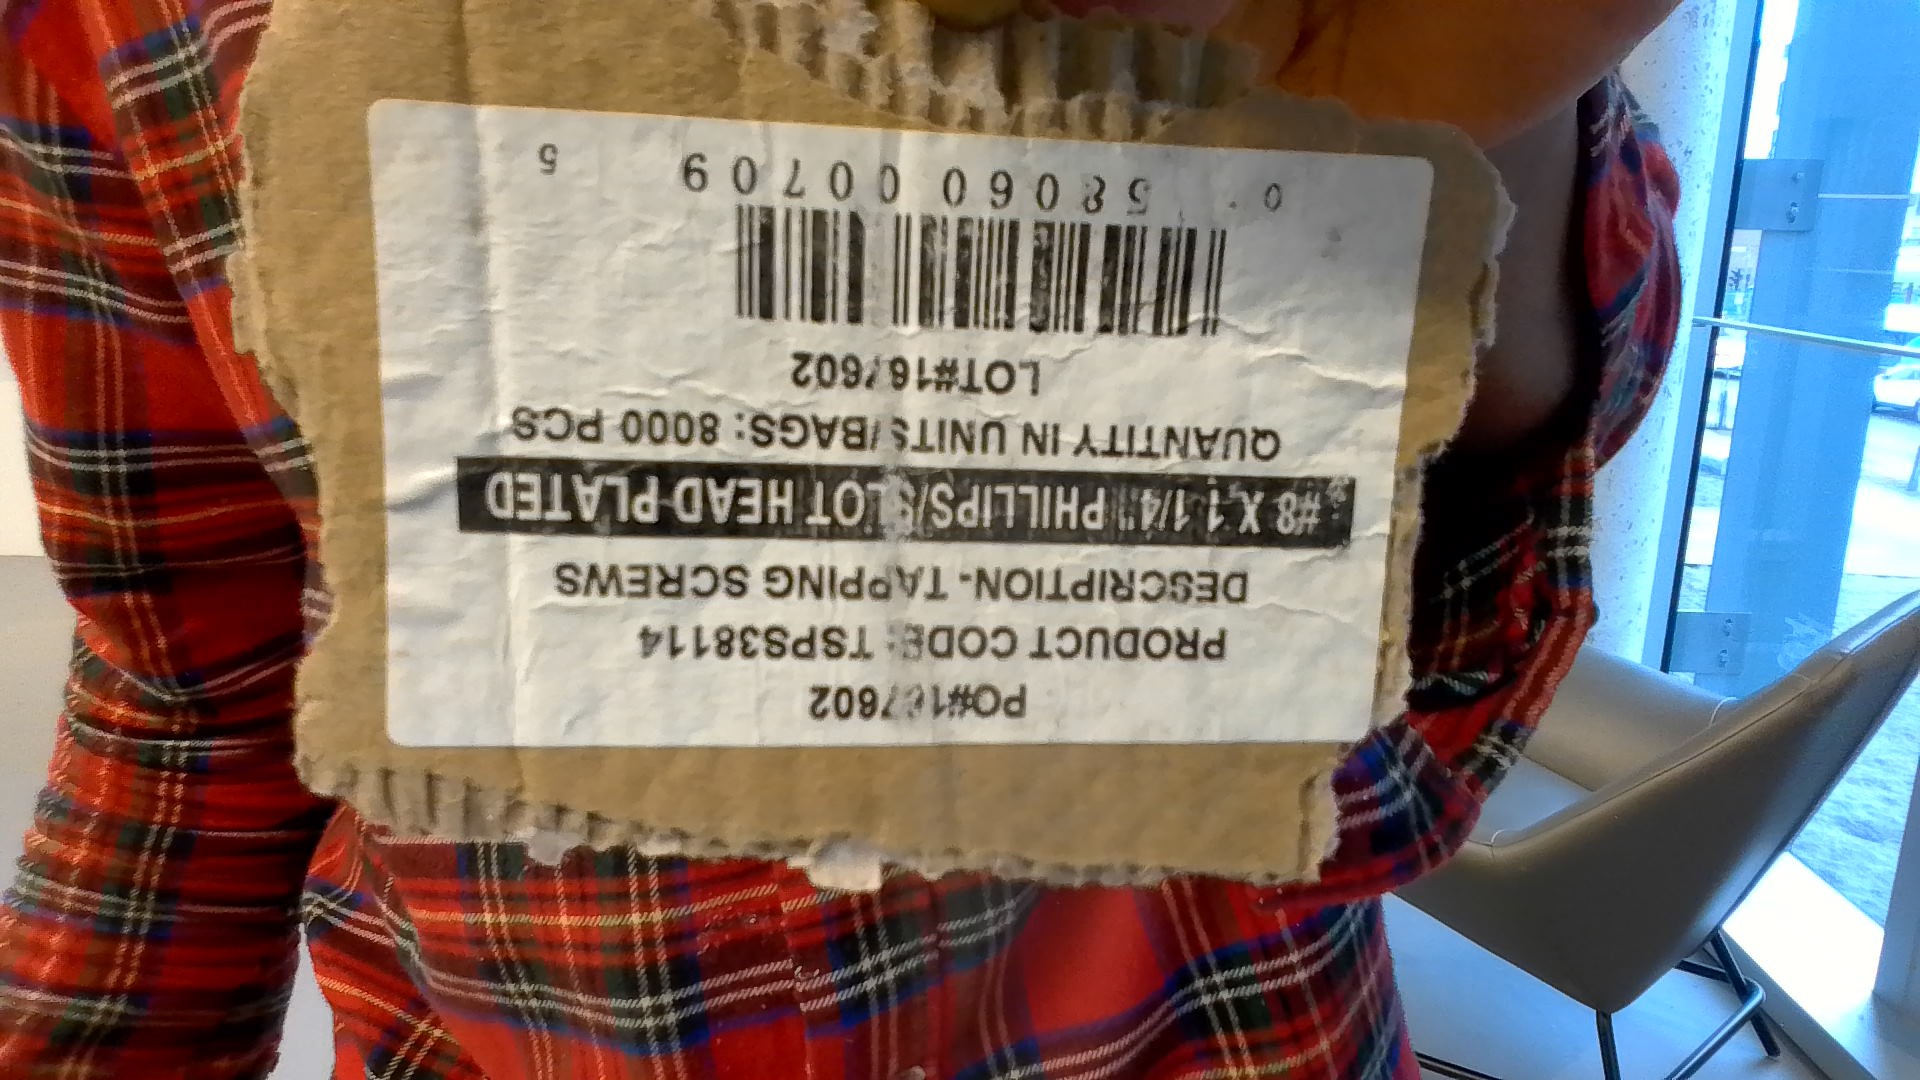 PO#167602
PRODUCT CODE: TSPS38114
DESCRIPTION- TAPPING SCREWS
#8 X 1 1/4" PHILLIPS/SLOT HEAD PLATED
QUANTITY IN UNITS/BAGS: 8000 PCS
LOT#167602
0 58060 00709 5